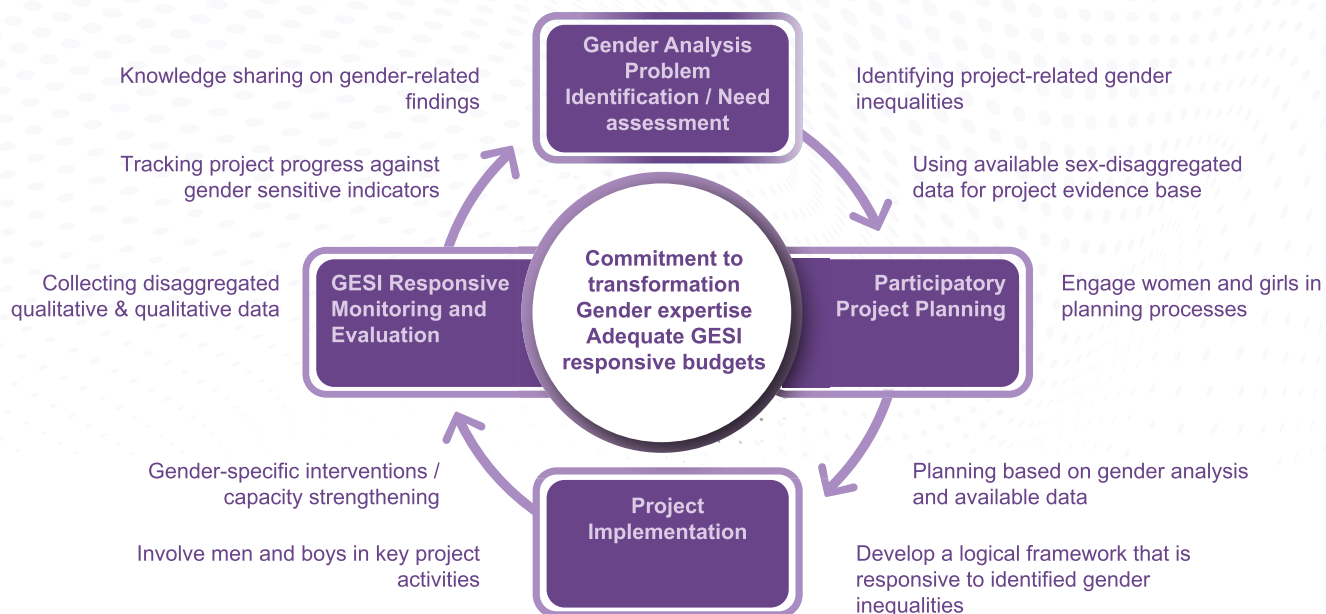 Gender Analysis
Problem
Identification / Need
assessment
Identifying project-related gender
inequalities
Using available sex-disaggregated
data for project evidence base
Participatory
Project Planning
Engage women and girls in
planning processes
Planning based on gender analysis
and available data
Develop a logical framework that is
responsive to identified gender
inequalities
Project
Implementation
Involve men and boys in key project
activities
Gender-specific interventions /
capacity strengthening
GESI Responsive
Monitoring and
Evaluation
Collecting disaggregated
qualitative & qualitative data
Tracking project progress against
gender sensitive indicators
Knowledge sharing on gender-related
findings
Commitment to
transformation
Gender expertise
Adequate GESI
responsive budgets